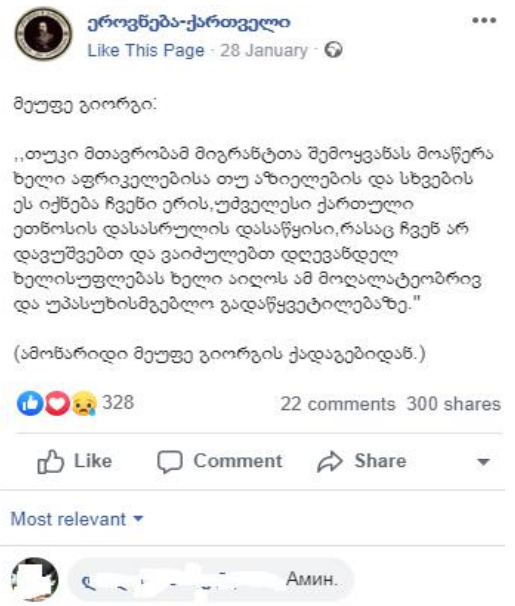 ეროვნება-ქართველი
Like This Page · 28 January ·
მეუფე გიორგი:
,,თუკი მთავრობამ მიგრანტთა შემოყვანას მოაწერა
ხელი აფრიკელებისა თუ აზიელების და სხვების
ეს იქნება ჩვენი ერის,უძველესი ქართული
ეთნოსის დასასრულის დასაწყისი,რასაც ჩვენ არ
დავუშვებთ და ვაიძულებთ დღევანდელ
ხელისუფლებას ხელი აიღოს ამ მოღალატეობრივ
და უპასუხისმგებლო გადაწყვეტილებაზე."
(ამონარიდი მეუფე გიორგის ქადაგებიდან.)
328
22 comments 300 shares
Like Comment Share
Most relevant
Амин.